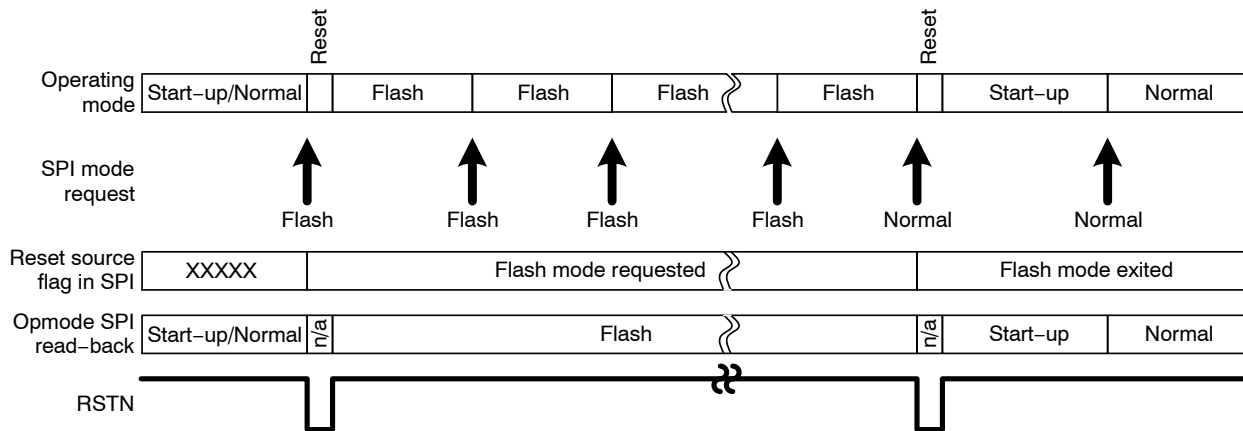 Reset
Reset
Operating mode
Start−up/Normal
Flash
Flash
Flash
Flash
Start−up
Normal
SPI mode request
Flash
Flash
Flash
Flash
Normal
Normal
Reset source flag in SPI
XXXXX
Flash mode requested
Flash mode exited
Opmode SPI read−back
Start−up/Normal
n/a
Flash
n/a
Start−up
Normal
RSTN